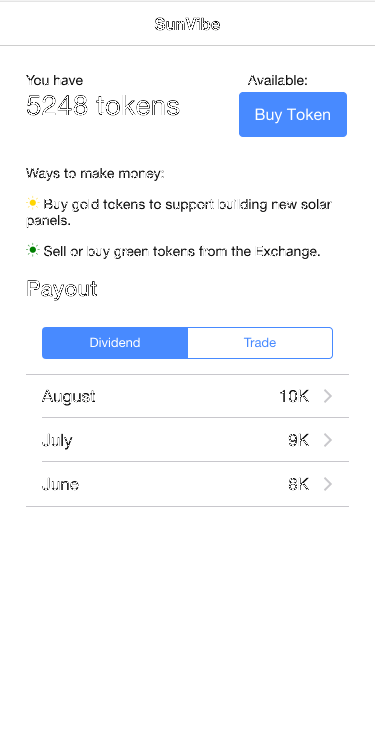 SunVibe
You have
5248 tokens
Available:
Buy Token
Ways to make money:
Buy gold tokens to support building new solar
panels.
Sell or buy green tokens from the Exchange.
Payout
Dividend
Trade
August 10K
July 9K
June 8K